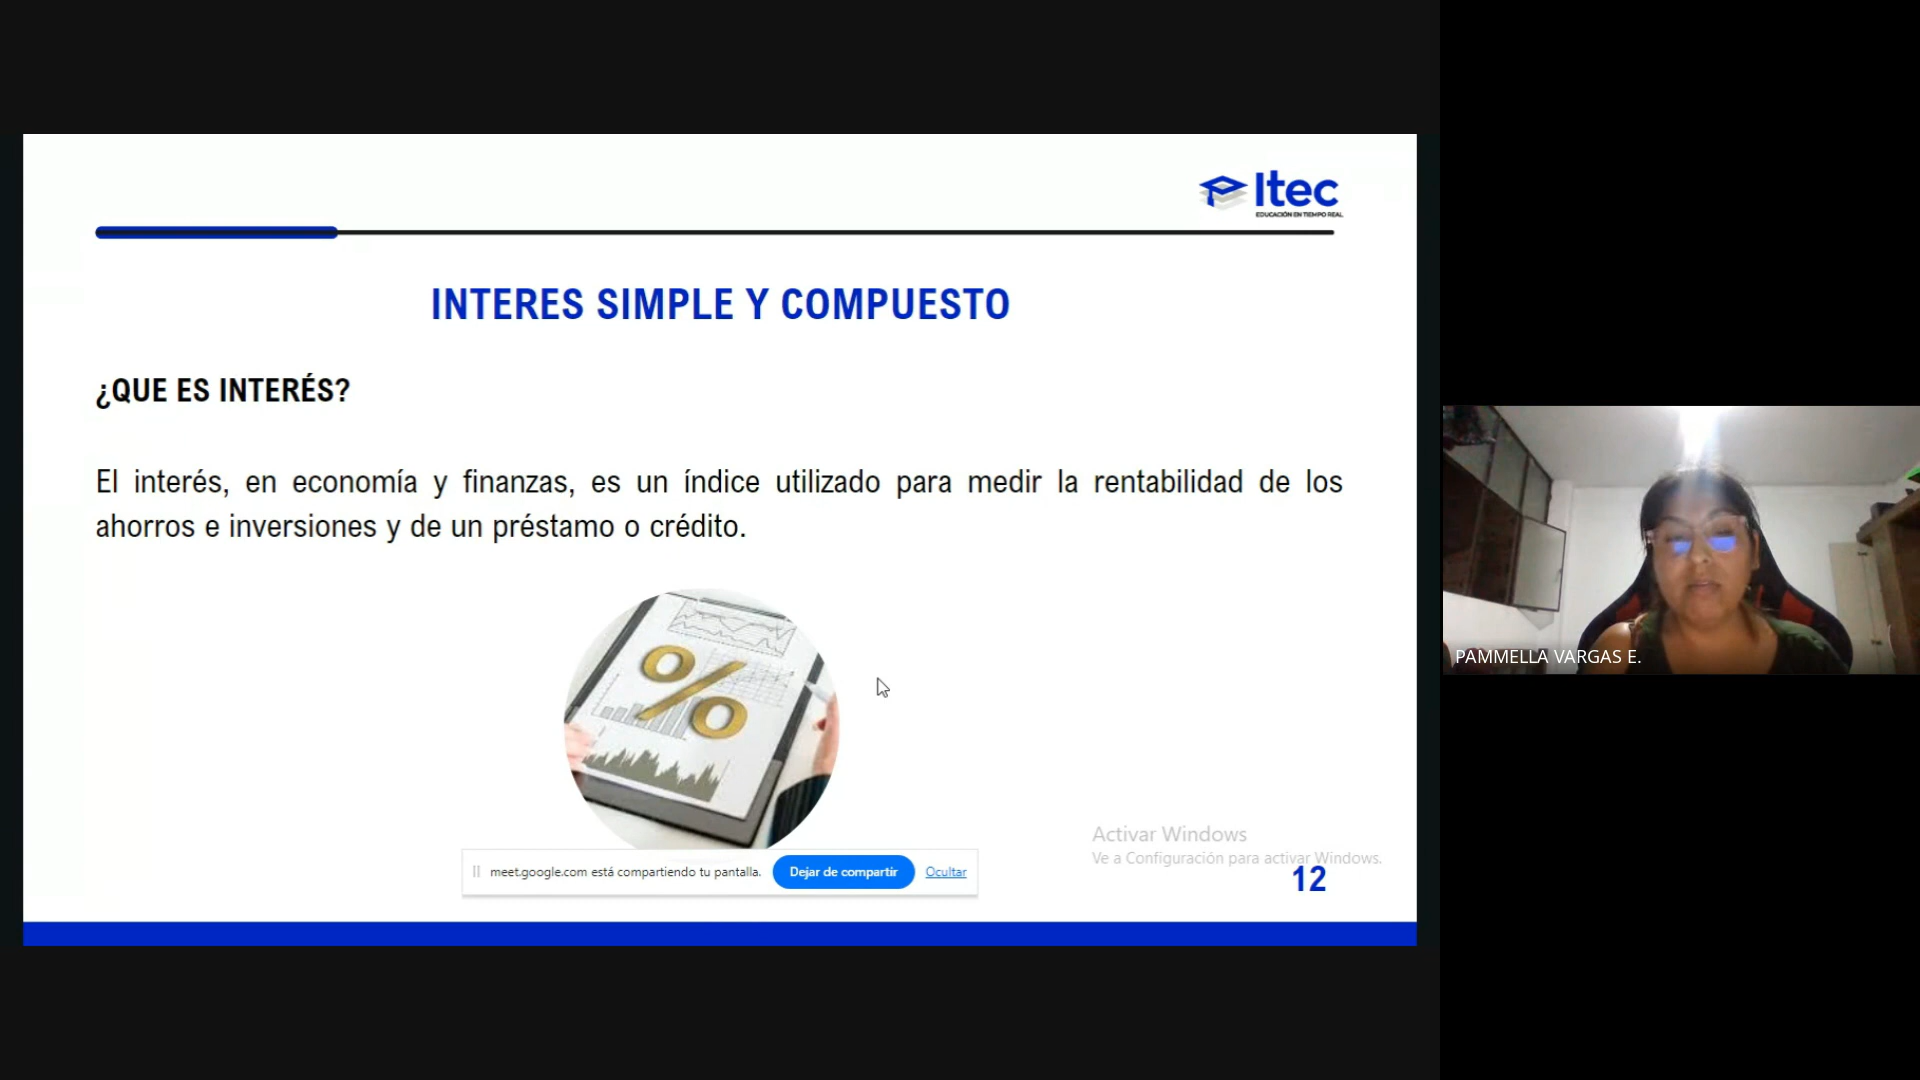 Itec
EDUCACIÓN EN TIEMPO REAL
INTERES SIMPLE Y COMPUESTO
¿QUE ES INTERÉS?
El interés, en economía y finanzas, es un índice utilizado para medir la rentabilidad de los
ahorros e inversiones y de un préstamo o crédito.
%
Activar Windows
Ve a Configuración para activar Windows.
meet.google.com está compartiendo tu pantalla. Dejar de compartir Ocultar
12
PAMMELLA VARGAS E.